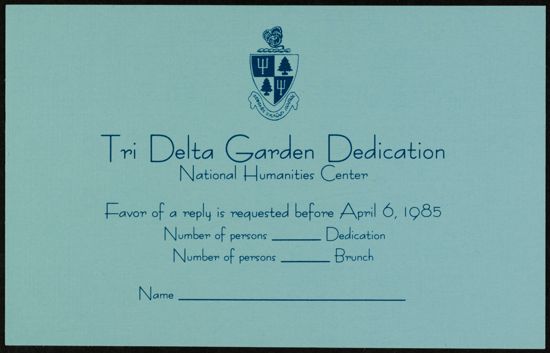 Tri Delta Garden Dedication
National Humanities Center
Favor of a reply is requested before April 6, 1985
Number of persons ______ Dedication
Number of persons ______ Brunch
Name ______________________________